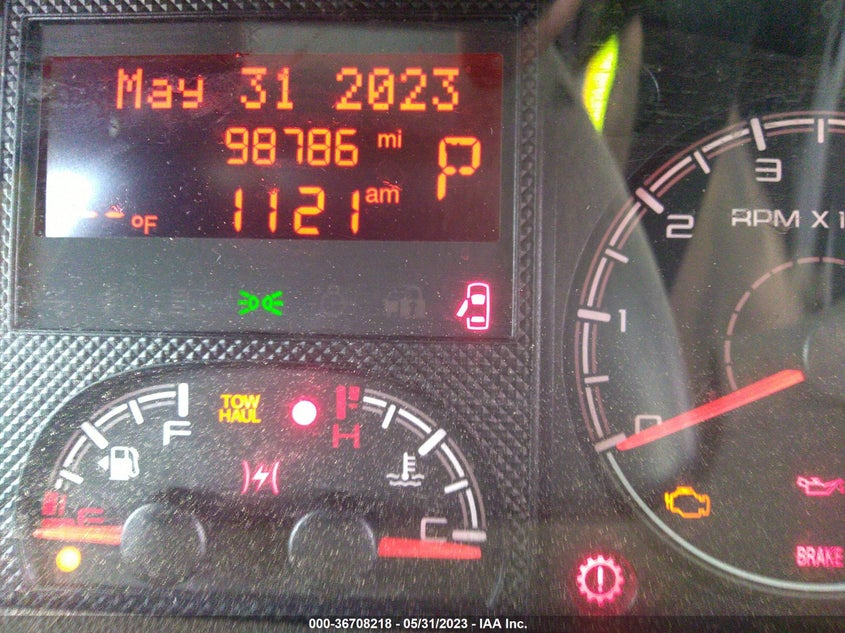 May 31 2023
98786 mi
P
-- °F
1121 am
3
2
RPM X 1
1
0
TOW
HAUL
F
H
E
C
BRAKE
000-36708218 - 05/31/2023 - IAA Inc.